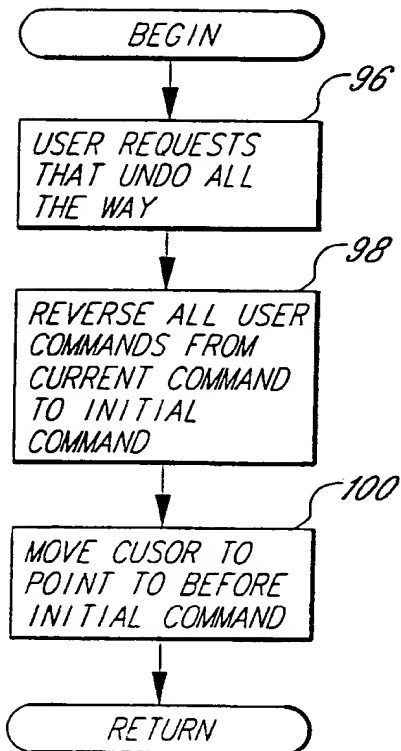 BEGIN
96
USER REQUESTS
THAT UNDO ALL
THE WAY
98
REVERSE ALL USER
COMMANDS FROM
CURRENT COMMAND
TO INITIAL
COMMAND
100
MOVE CUSOR TO
POINT TO BEFORE
INITIAL COMMAND
RETURN